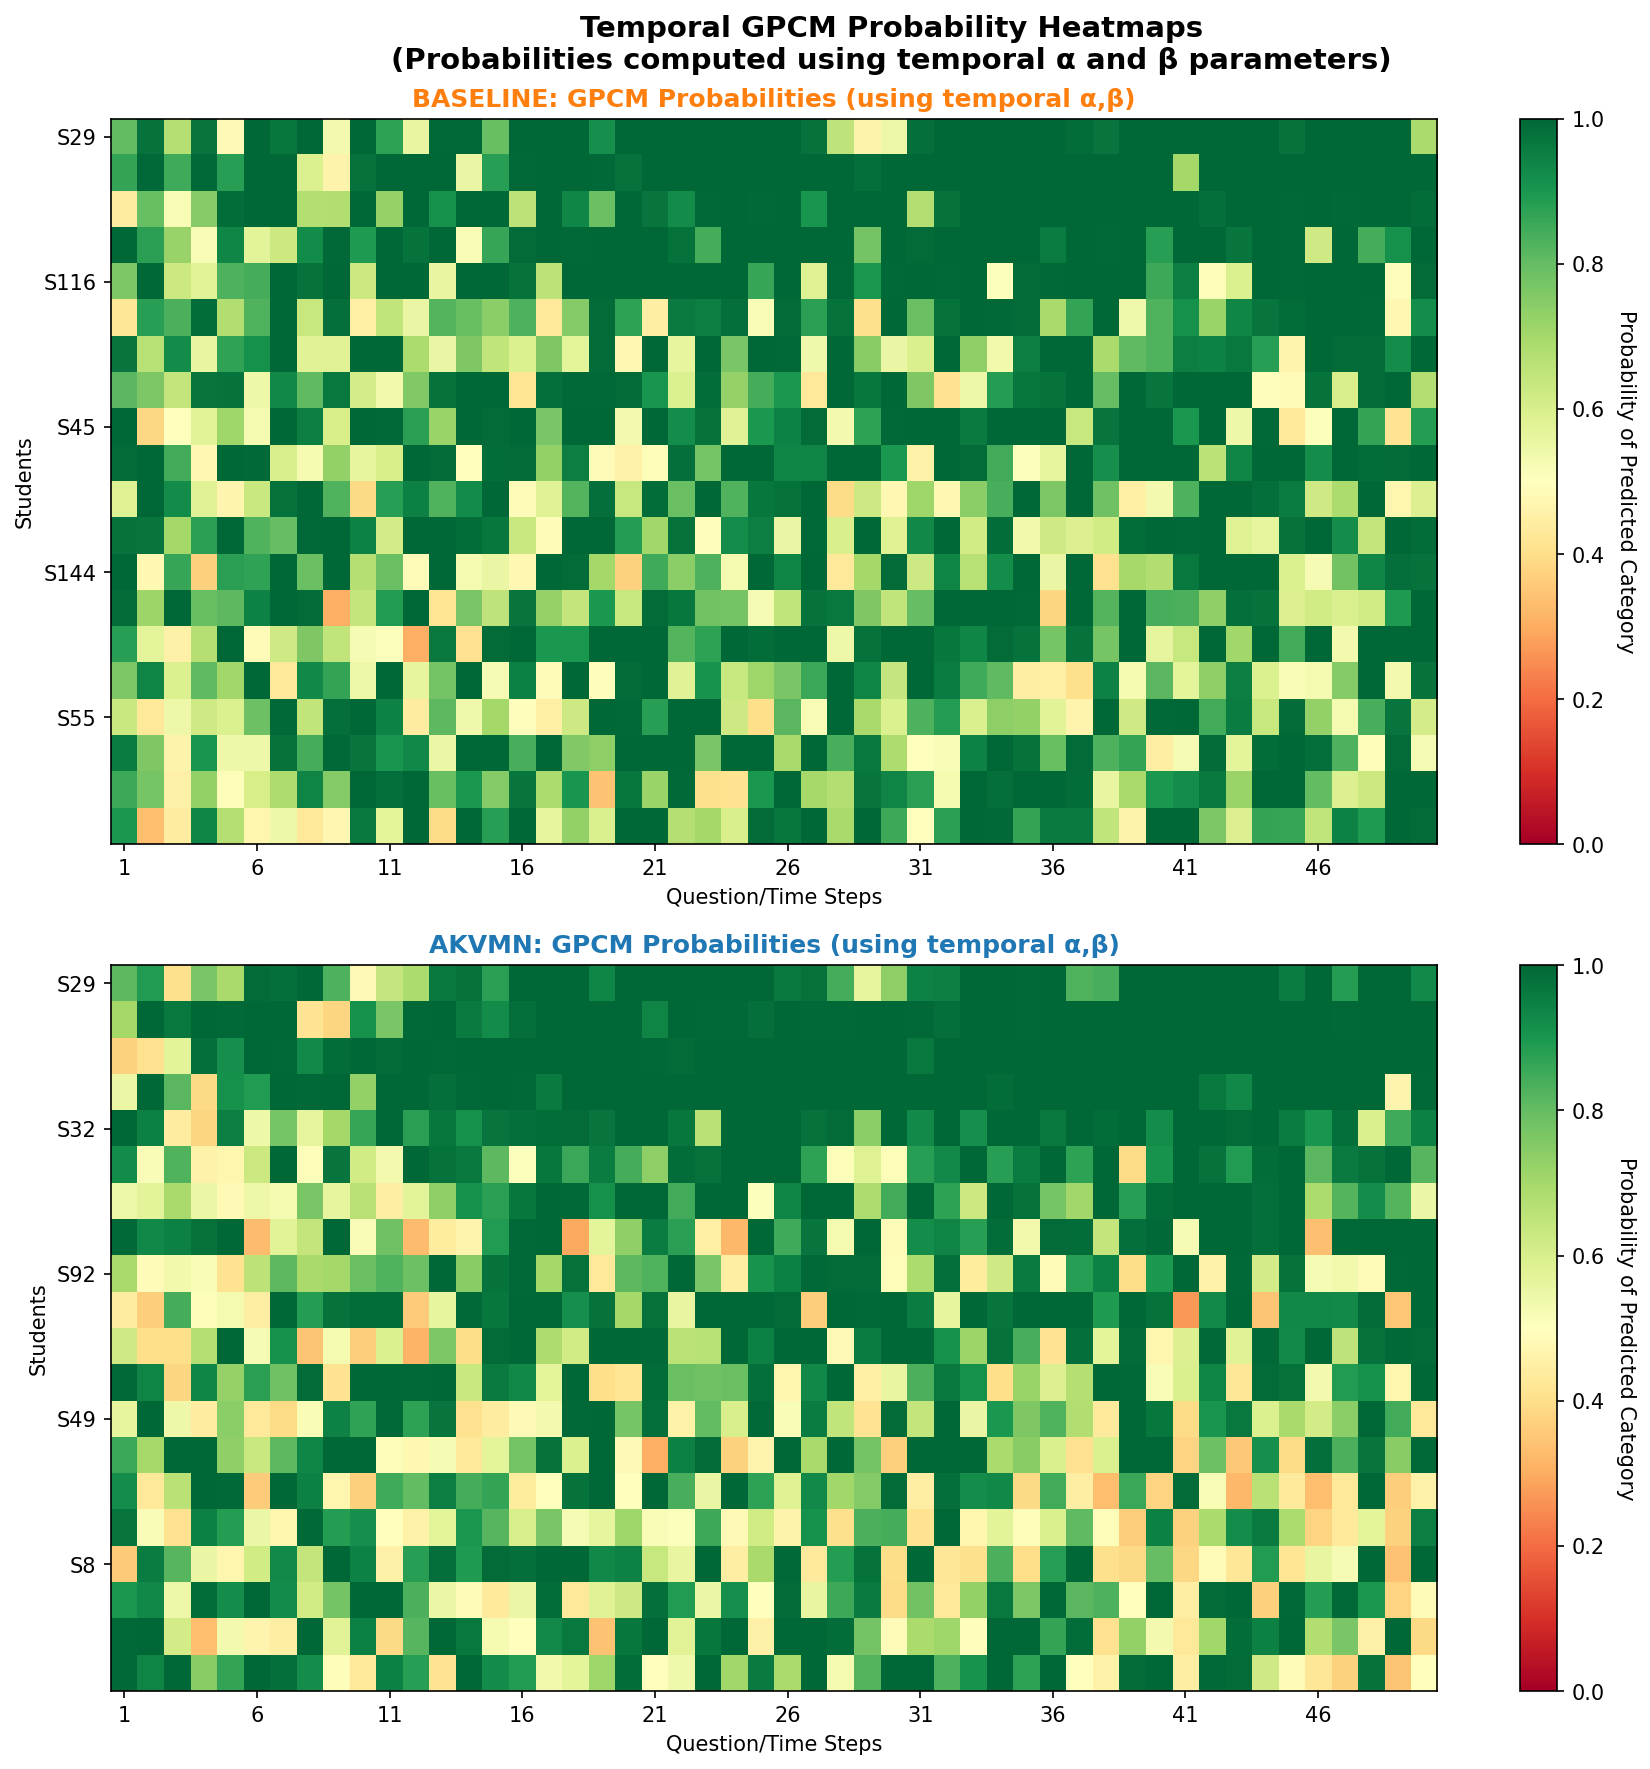 Temporal GPCM Probability Heatmaps
(Probabilities computed using temporal α and β parameters)
BASELINE: GPCM Probabilities (using temporal α,β)
Students
S29
S116
S45
S144
S55
1 6 11 16 21 26 31 36 41 46
Question/Time Steps
1.0
0.8
0.6
0.4
0.2
0.0
Probability of Predicted Category
AKVMN: GPCM Probabilities (using temporal α,β)
Students
S29
S32
S92
S49
S8
1 6 11 16 21 26 31 36 41 46
Question/Time Steps
1.0
0.8
0.6
0.4
0.2
0.0
Probability of Predicted Category